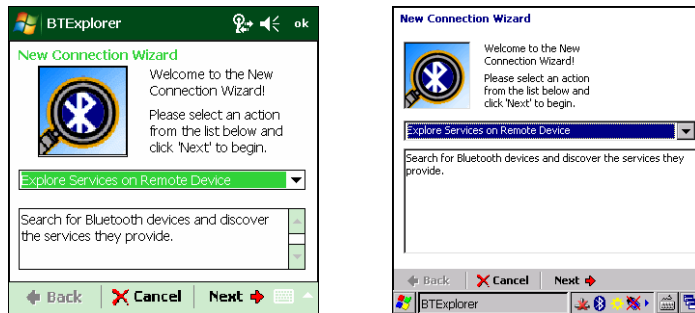 BTExplorer
ok
New Connection Wizard
Welcome to the New
Connection Wizard!
Please select an action
from the list below and
click 'Next' to begin.
Explore Services on Remote Device
Search for Bluetooth devices and discover
the services they provide.
Back
Cancel
Next
New Connection Wizard
Welcome to the New
Connection Wizard!
Please select an action
from the list below and
click 'Next' to begin.
Explore Services on Remote Device
Search for Bluetooth devices and discover the services they
provide.
Back
Cancel
Next
BTExplorer